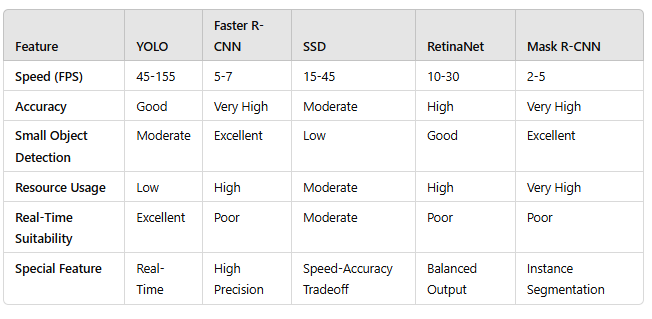 Feature YOLO Faster R-CNN SSD RetinaNet Mask R-CNN
Speed (FPS) 45-155 5-7 15-45 10-30 2-5
Accuracy Good Very High Moderate High Very High
Small Object Detection Moderate Excellent Low Good Excellent
Resource Usage Low High Moderate High Very High
Real-Time Suitability Excellent Poor Moderate Poor Poor
Special Feature Real-Time High Precision Speed-Accuracy Tradeoff Balanced Output Instance Segmentation